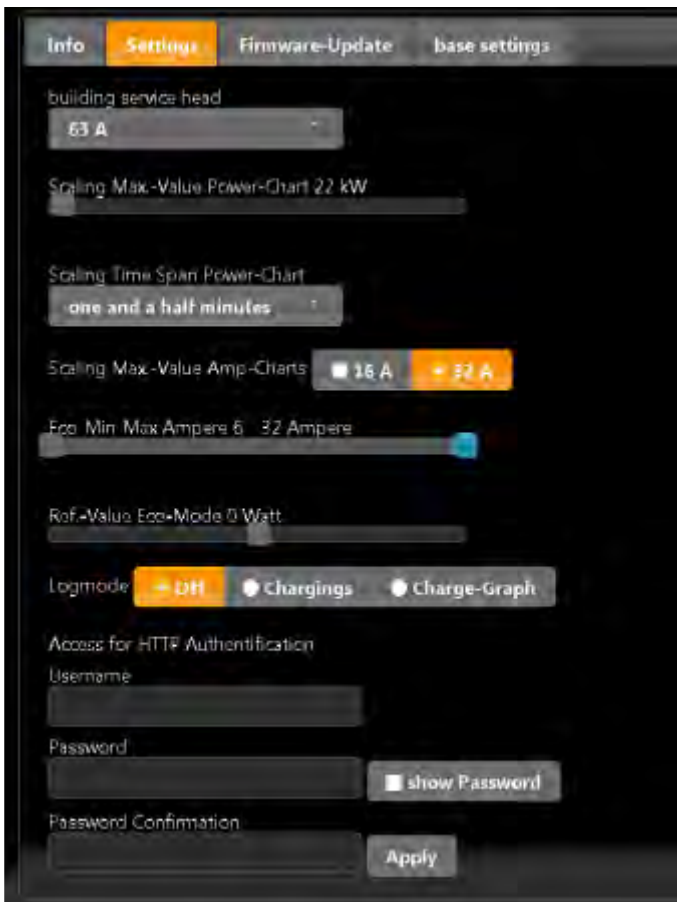 Info Settings Firmware-Update base settings
building service head
63 A
Scaling Max.-Value Power-Chart 22 kW
Scaling Time Span Power-Chart
one and a half minutes
Scaling Max.-Value Amp-Charts 16 A 32 A
Eco Min Max Ampere 6 32 Ampere
Ref.-Value Eco-Mode 0 Watt
Logmode Off Chargings Charge-Graph
Access for HTTP Authentification
Username
Password
show Password
Password Confirmation
Apply